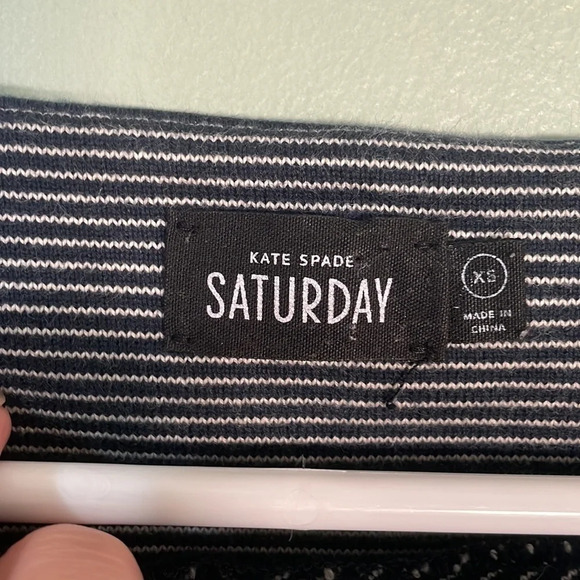 KATE SPADE
SATURDAY
XS
MADE IN
CHINA